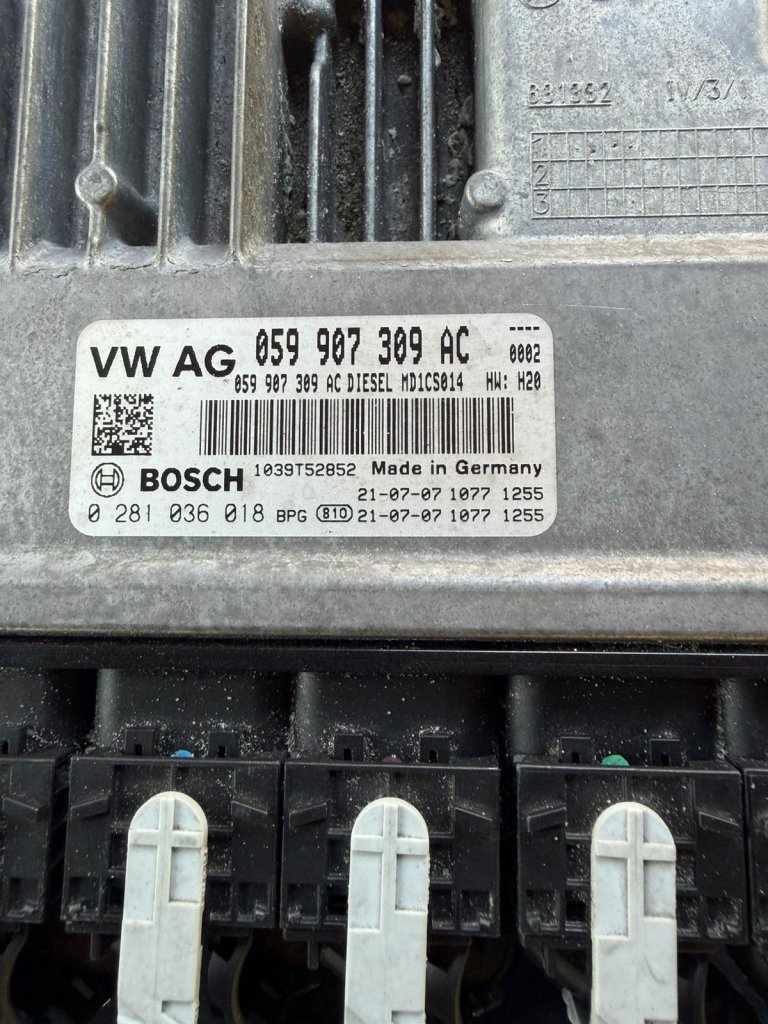 631392 IV/3/1
1
2
3
VW AG 059 907 309 AC ----
0002
059 907 309 AC DIESEL MD1CS014 HW: H20
BOSCH 1039T52852 Made in Germany
21-07-07 1077 1255
0 281 036 018 BPG 810 21-07-07 1077 1255